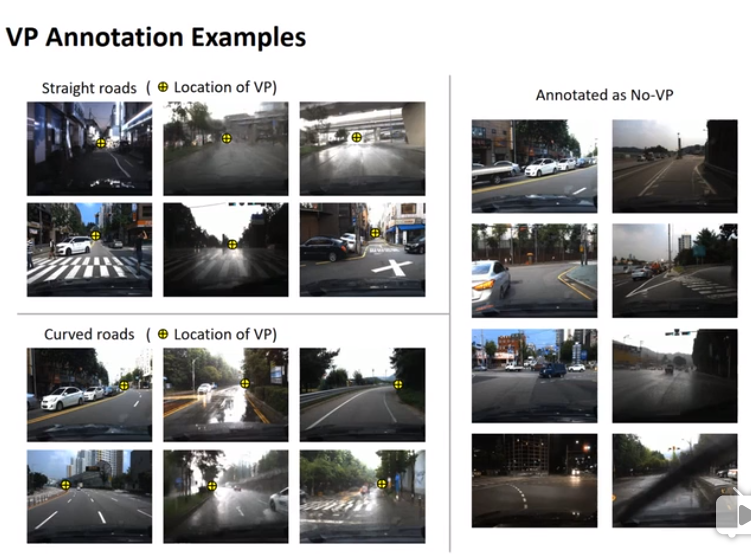 VP Annotation Examples
Straight roads ( ⊕ Location of VP)
Annotated as No-VP
Curved roads ( ⊕ Location of VP)